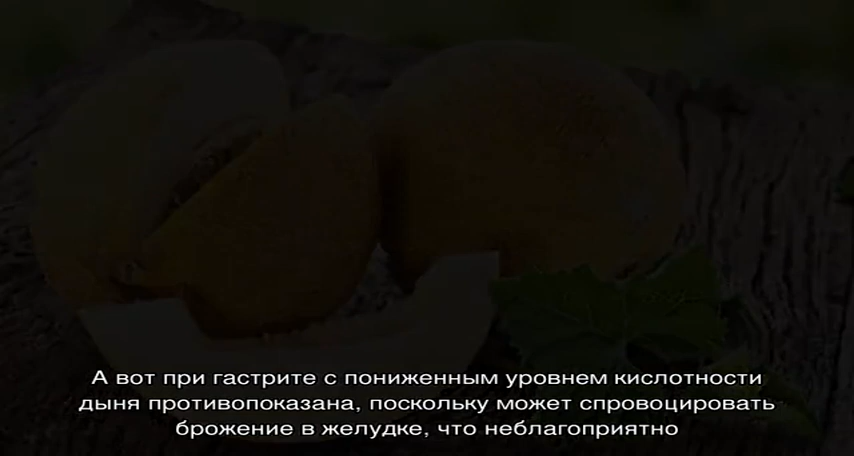 А вот при гастрите с пониженным уровнем кислотности
дыня противопоказана, поскольку может спровоцировать
брожение в желудке, что неблагоприятно